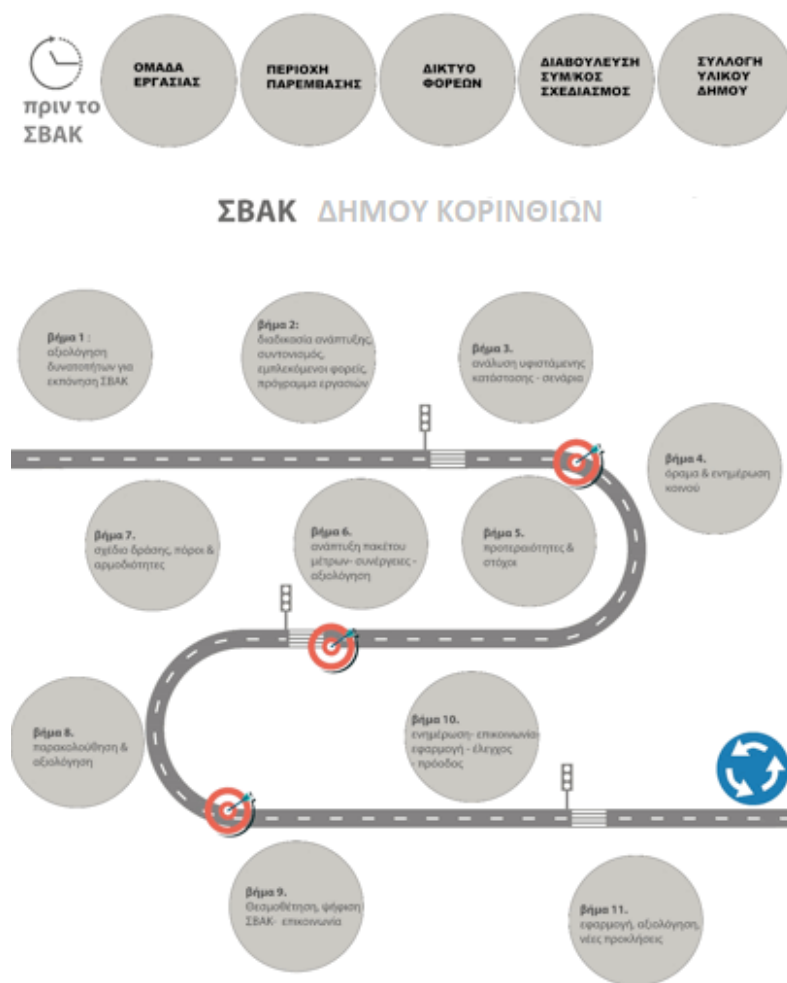 ΟΜΑΔΑ
ΕΡΓΑΣΙΑΣ
ΠΕΡΙΟΧΗ
ΠΑΡΕΜΒΑΣΗΣ
ΔΙΚΤΥΟ
ΦΟΡΕΩΝ
ΔΙΑΒΟΥΛΕΥΣΗ
ΣΥΜ/ΚΟΣ
ΣΧΕΔΙΑΣΜΟΣ
ΣΥΛΛΟΓΗ
ΥΛΙΚΟΥ
ΔΗΜΟΥ
πριν το
ΣΒΑΚ
ΣΒΑΚ ΔΗΜΟΥ ΚΟΡΙΝΘΙΩΝ
βήμα 1 :
αξιολόγηση
δυνατοτήτων για
εκπόνηση ΣΒΑΚ
βήμα 2:
διαδικασία ανάπτυξης,
συντονισμός,
εμπλεκόμενοι φορείς,
πρόγραμμα εργασιών
βήμα 3.
ανάλυση υφιστάμενης
κατάστασης - σενάρια
βήμα 4.
όραμα & ενημέρωση
κοινού
βήμα 5.
προτεραιότητες &
στόχοι
βήμα 6.
ανάπτυξη πακέτου
μέτρων- συνέργειες -
αξιολόγηση
βήμα 7.
σχέδιο δράσης, πόροι &
αρμοδιότητες
βήμα 8.
παρακολούθηση &
αξιολόγηση
βήμα 9.
Θεσμοθέτηση, ψήφιση
ΣΒΑΚ- επικοινωνία
βήμα 10.
ενημέρωση- επικοινωνία-
εφαρμογή - έλεγχος
- πρόοδος
βήμα 11.
εφαρμογή, αξιολόγηση,
νέες προκλήσεις